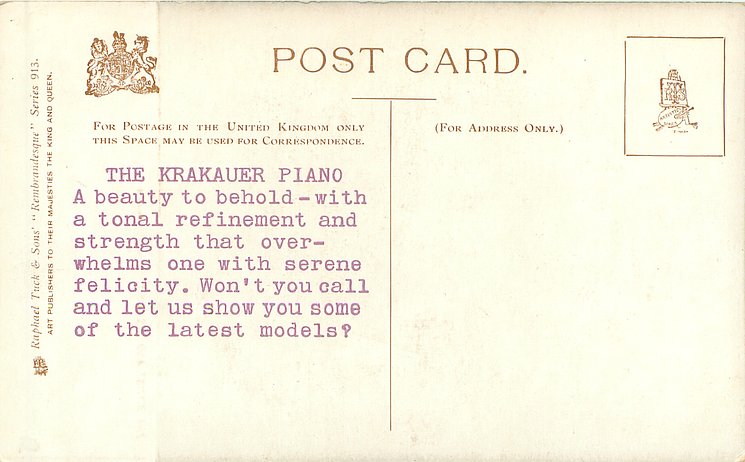 POST CARD.
FOR POSTAGE IN THE UNITED KINGDOM ONLY
THIS SPACE MAY BE USED FOR CORRESPONDENCE.
(FOR ADDRESS ONLY.)
THE KRAKAUER PIANO
A beauty to behold-with
a tonal refinement and
strength that over-
whelms one with serene
felicity. Won't you call
and let us show you some
of the latest models?
Raphael Tuck & Sons' "Rembrandtesque" Series 913.
ART PUBLISHERS TO THEIR MAJESTIES THE KING AND QUEEN.